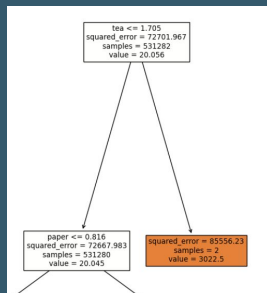 tea <= 1.705
squared_error = 72701.967
samples = 531282
value = 20.056
paper <= 0.816
squared_error = 72667.983
samples = 531280
value = 20.045
squared_error = 85556.23
samples = 2
value = 3022.5